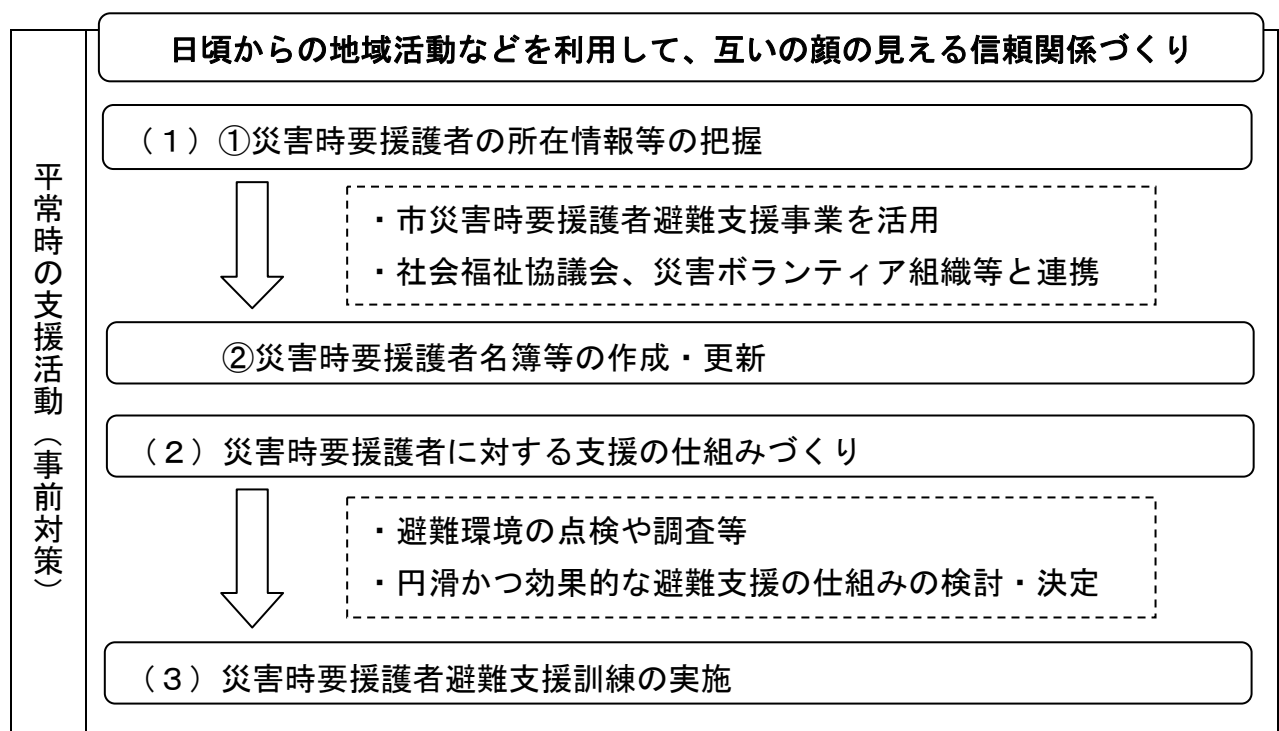 日頃からの地域活動などを利用して、互いの顔の見える信頼関係づくり
平常時の支援活動（事前対策）
（１）①災害時要援護者の所在情報等の把握
・市災害時要援護者避難支援事業を活用
・社会福祉協議会、災害ボランティア組織等と連携
②災害時要援護者名簿等の作成・更新
（２）災害時要援護者に対する支援の仕組みづくり
・避難環境の点検や調査等
・円滑かつ効果的な避難支援の仕組みの検討・決定
（３）災害時要援護者避難支援訓練の実施